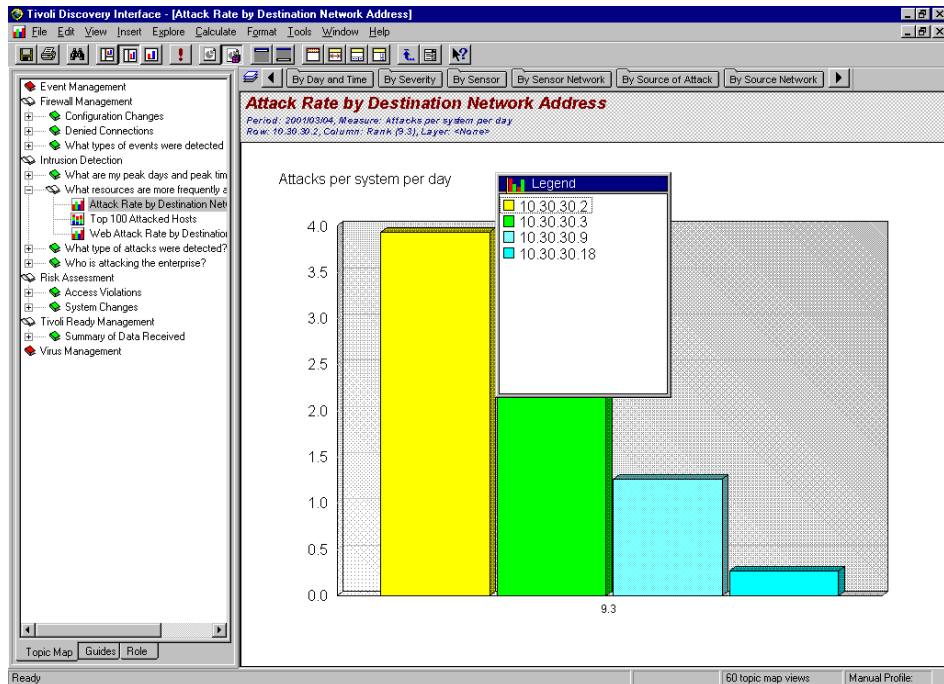 Tivoli Discovery Interface - [Attack Rate by Destination Network Address]
File Edit View Insert Explore Calculate Format Tools Window Help
By Day and Time By Severity By Sensor By Sensor Network By Source of Attack By Source Network
Event Management
Firewall Management
Configuration Changes
Denied Connections
What types of events were detected
Intrusion Detection
What are my peak days and peak tim
What resources are more frequently a
Attack Rate by Destination Net
Top 100 Attacked Hosts
Web Attack Rate by Destination
What type of attacks were detected?
Who is attacking the enterprise?
Risk Assessment
Access Violations
System Changes
Tivoli Ready Management
Summary of Data Received
Virus Management
Topic Map Guides Role
Attack Rate by Destination Network Address
Period: 2001/03/04, Measure: Attacks per system per day
Row: 10.30.30.2, Column: Rank (9.3), Layer: <None>
Attacks per system per day
Legend
10.30.30.2
10.30.30.3
10.30.30.9
10.30.30.18
4.0
3.5
3.0
2.5
2.0
1.5
1.0
0.5
0.0
9.3
Ready 60 topic map views Manual Profile: